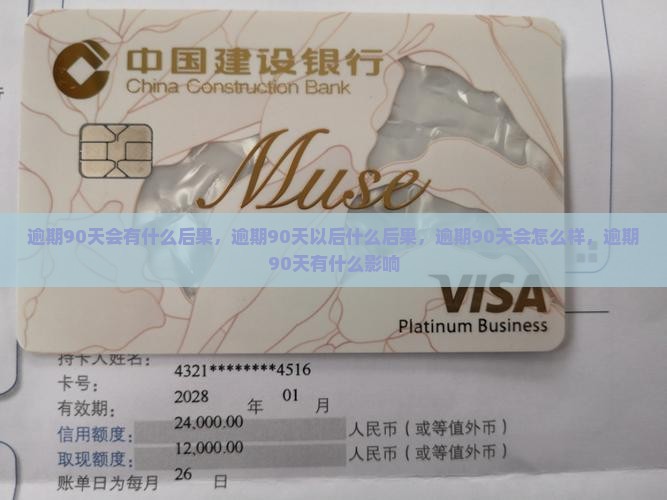 中国建设银行
China Construction Bank
Muse
逾期90天会有什么后果，逾期90天以后什么后果，逾期90天会怎么样，逾期
90天有什么影响
VISA
Platinum Business
持卡人姓名：
卡号： 4321********4516
有效期： 2028 年 01 月
信用额度： 24,000.00 人民币（或等值外币）
取现额度： 12,000.00 人民币（或等值外币）
账单日为每月 26 日